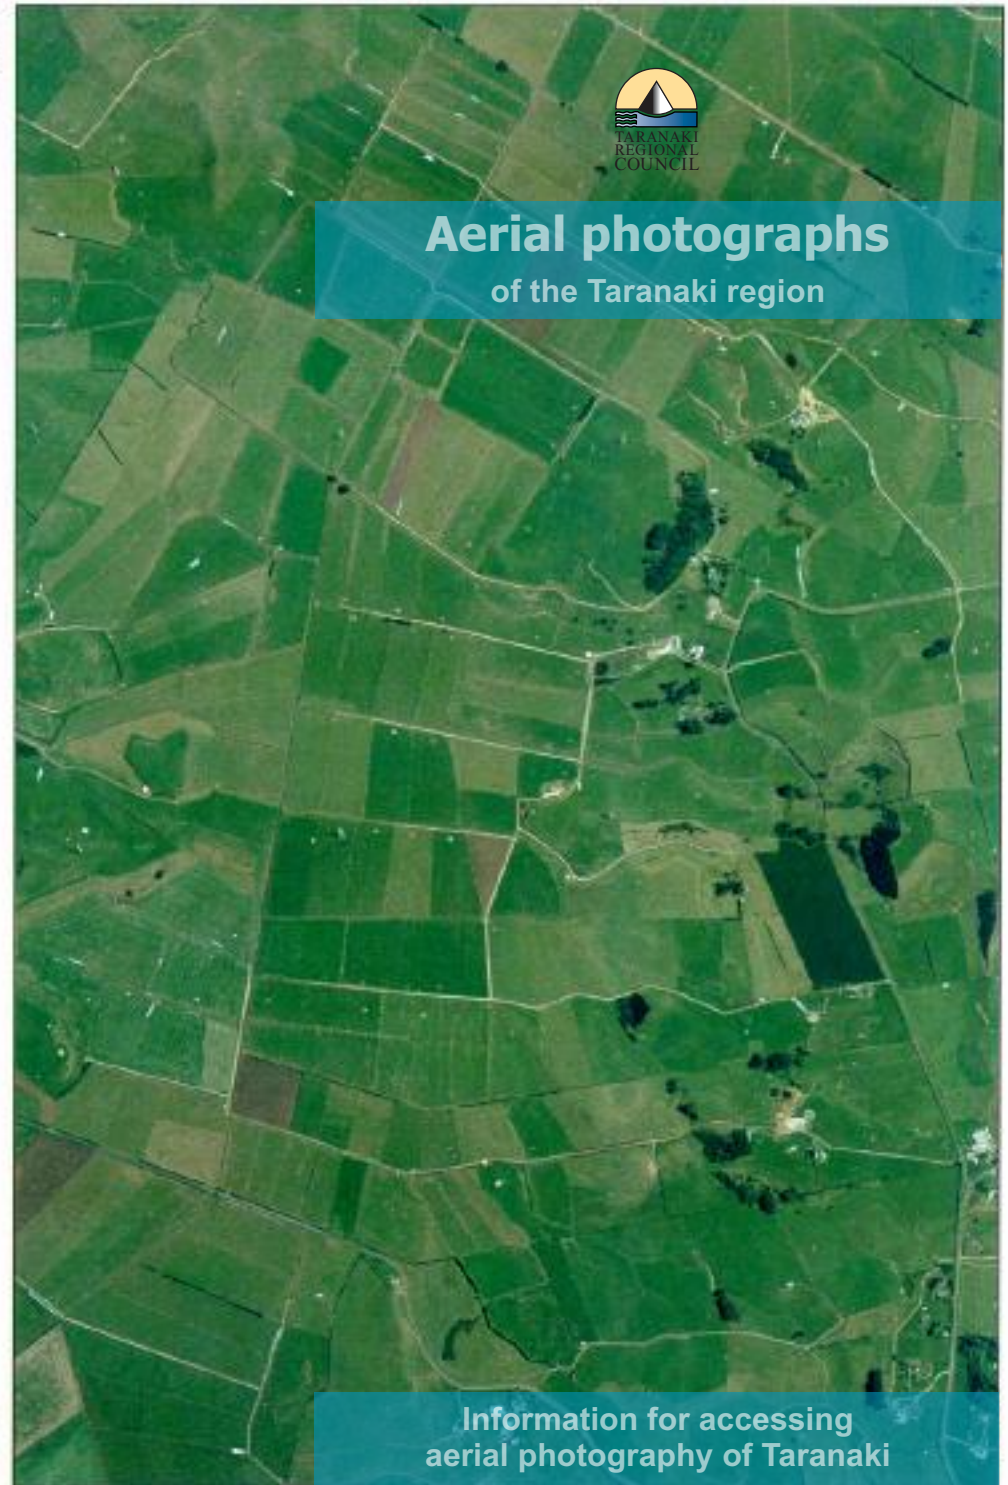 TARANAKI
REGIONAL
COUNCIL
Aerial photographs
of the Taranaki region
Information for accessing
aerial photography of Taranaki